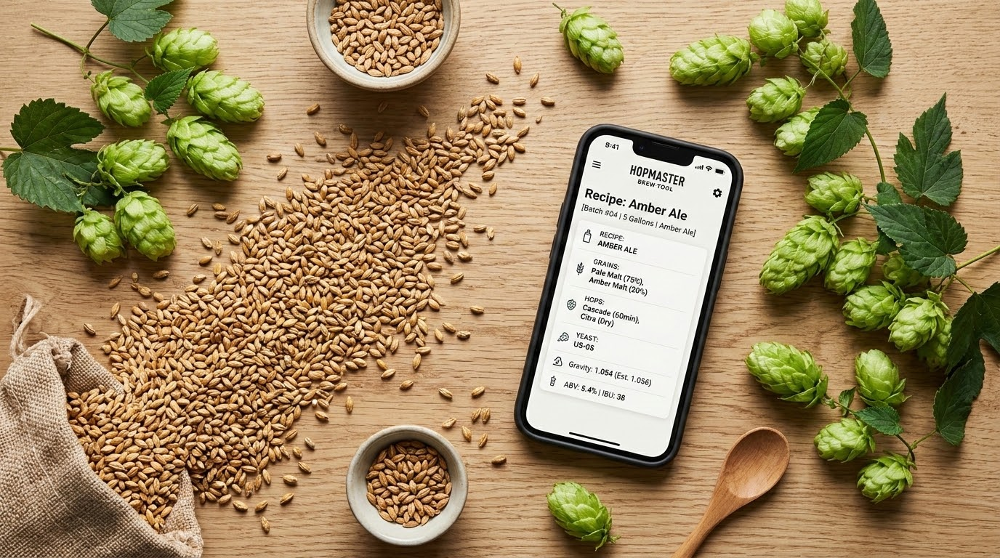 8:41
HOPMASTER
BREW·TOOL
Recipe: Amber Ale
[Batch #04 | 5 Gallons | Amber Ale]
RECIPE:
AMBER ALE
GRAINS:
Pale Malt (75%),
Amber Malt (20%)
HOPS:
Cascade (60min),
Citra (Dry)
YEAST:
US-05
Gravity: 1.054 (Est. 1.056)
ABV: 5.4% | IBU: 38